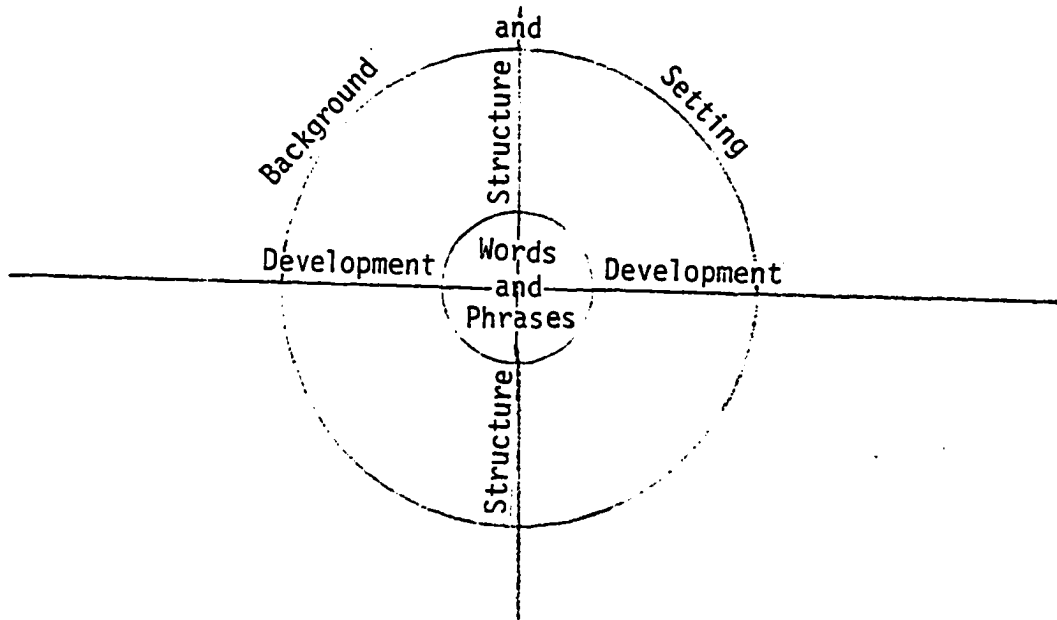 Background and Setting
Structure
Development
Words
and
Phrases
Development
Structure